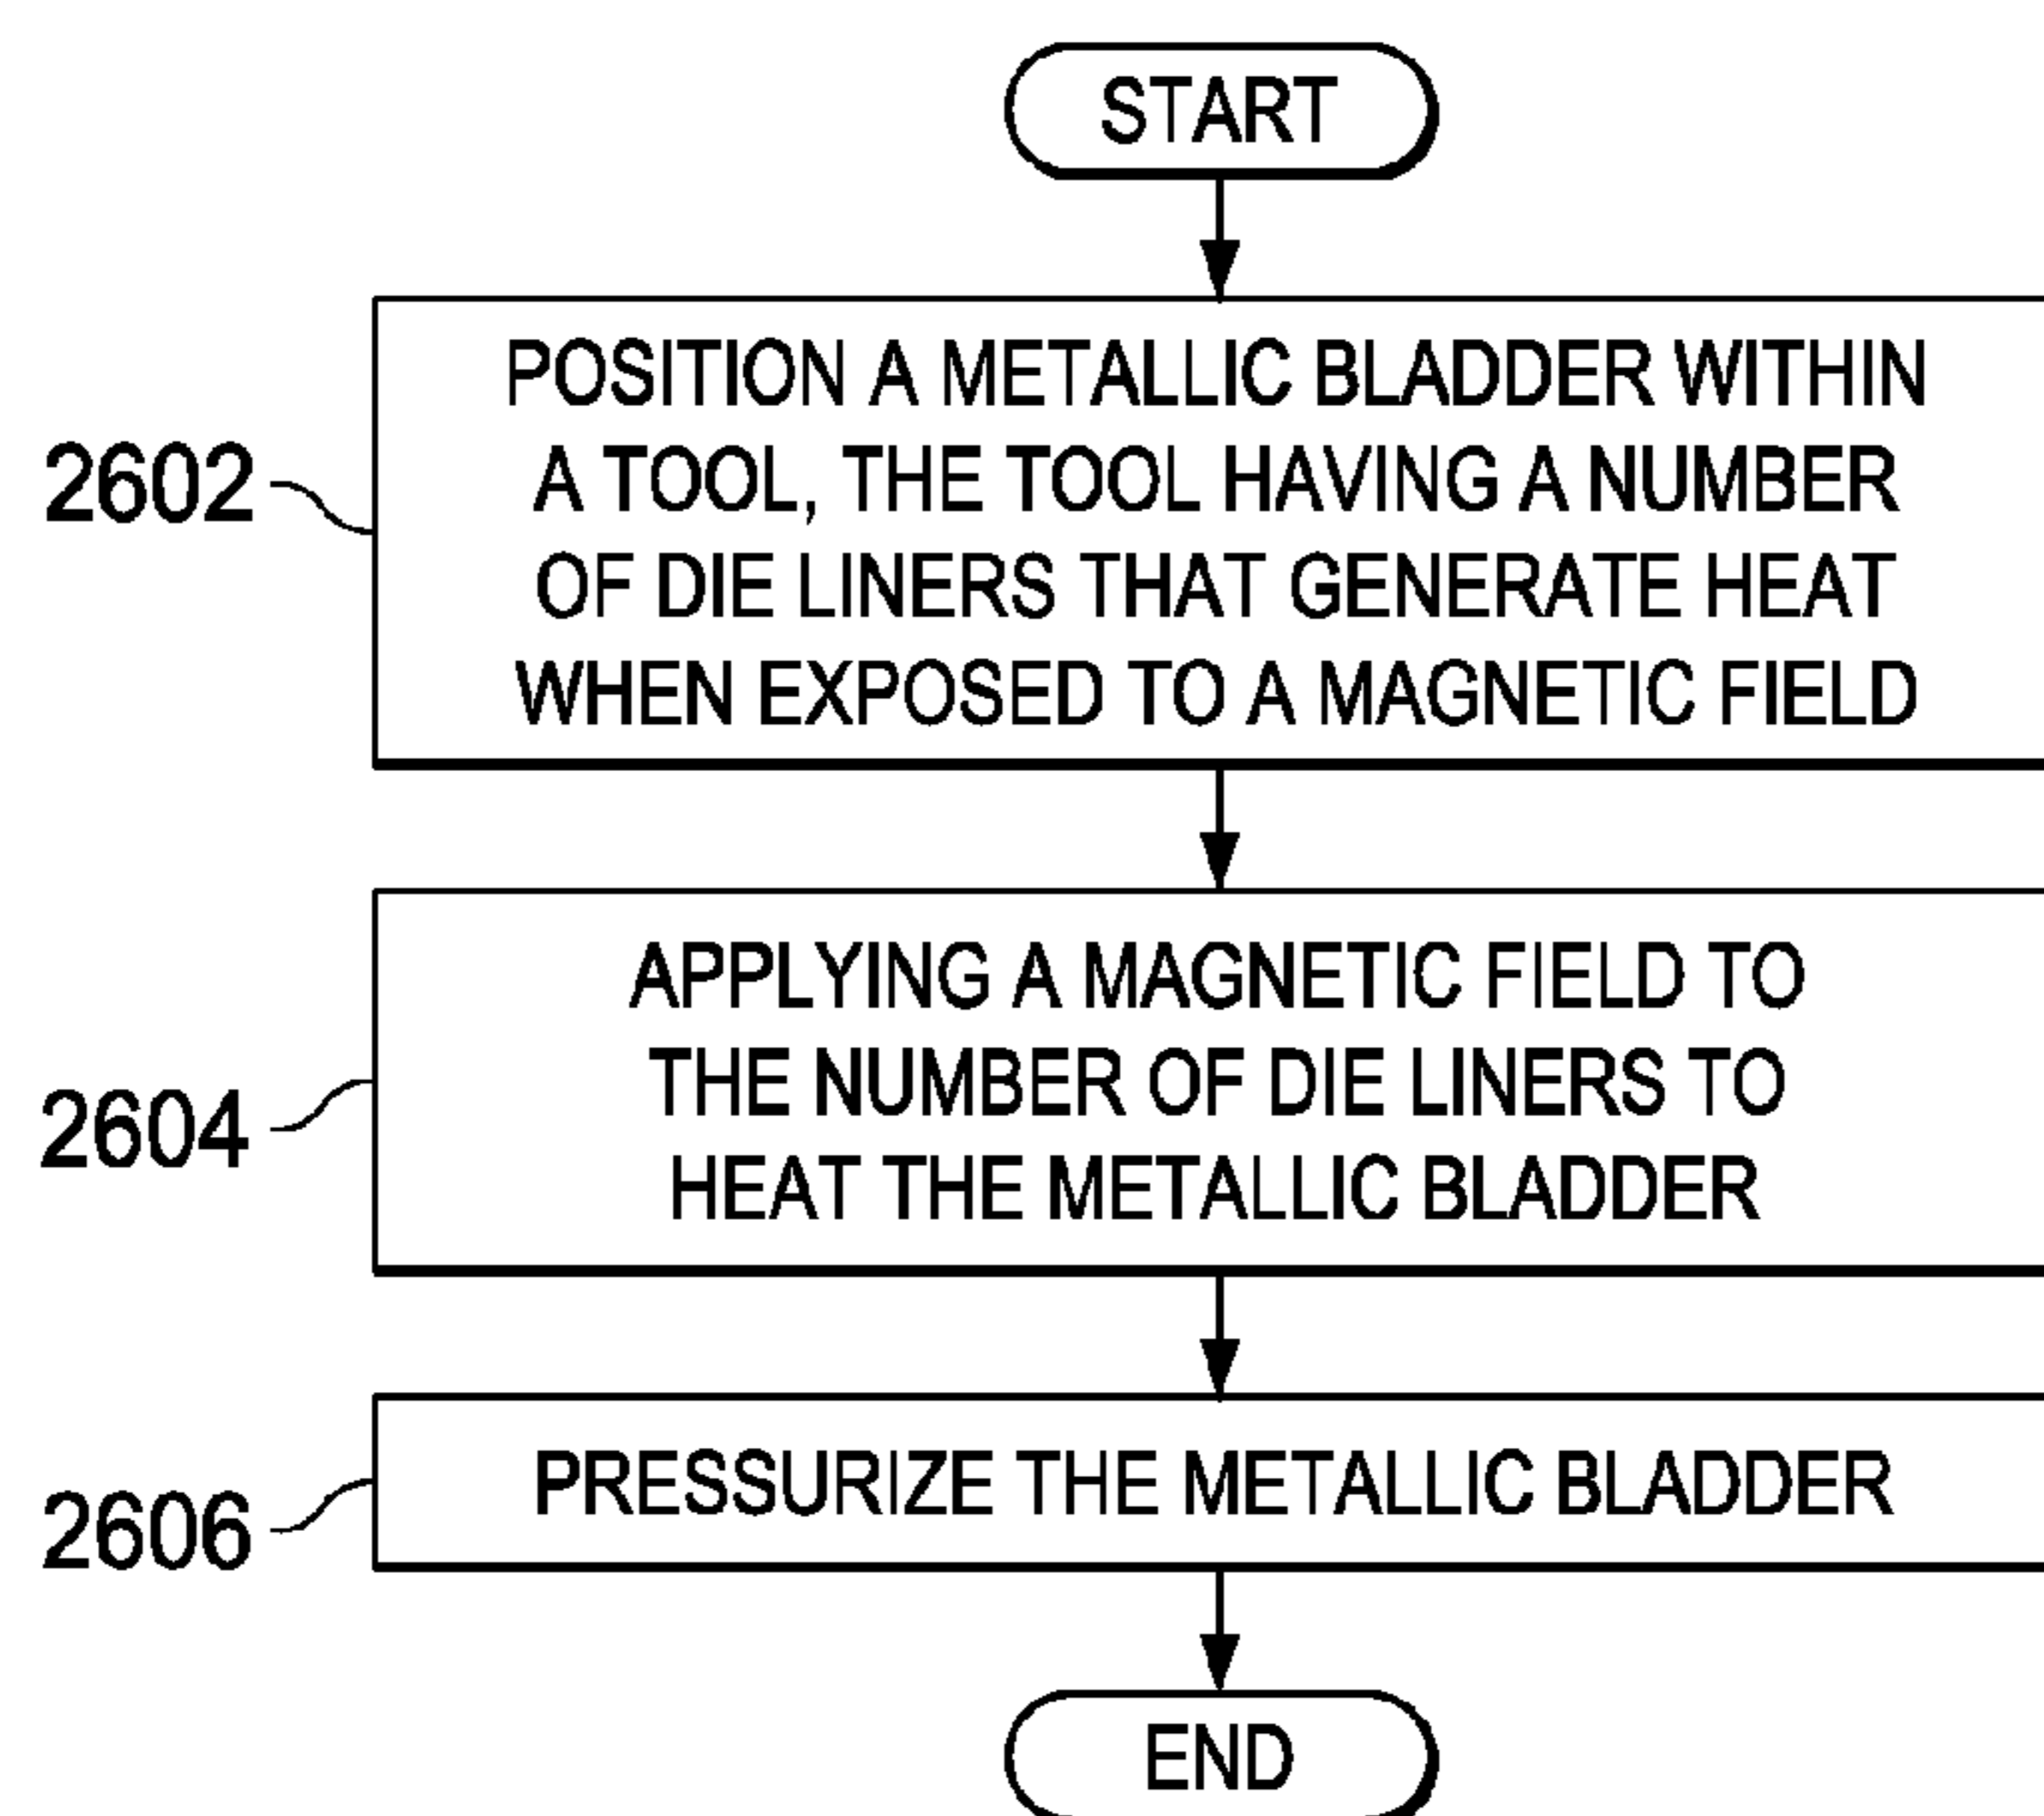 START
2602
POSITION A METALLIC BLADDER WITHIN
A TOOL, THE TOOL HAVING A NUMBER
OF DIE LINERS THAT GENERATE HEAT
WHEN EXPOSED TO A MAGNETIC FIELD
2604
APPLYING A MAGNETIC FIELD TO
THE NUMBER OF DIE LINERS TO
HEAT THE METALLIC BLADDER
2606
PRESSURIZE THE METALLIC BLADDER
END